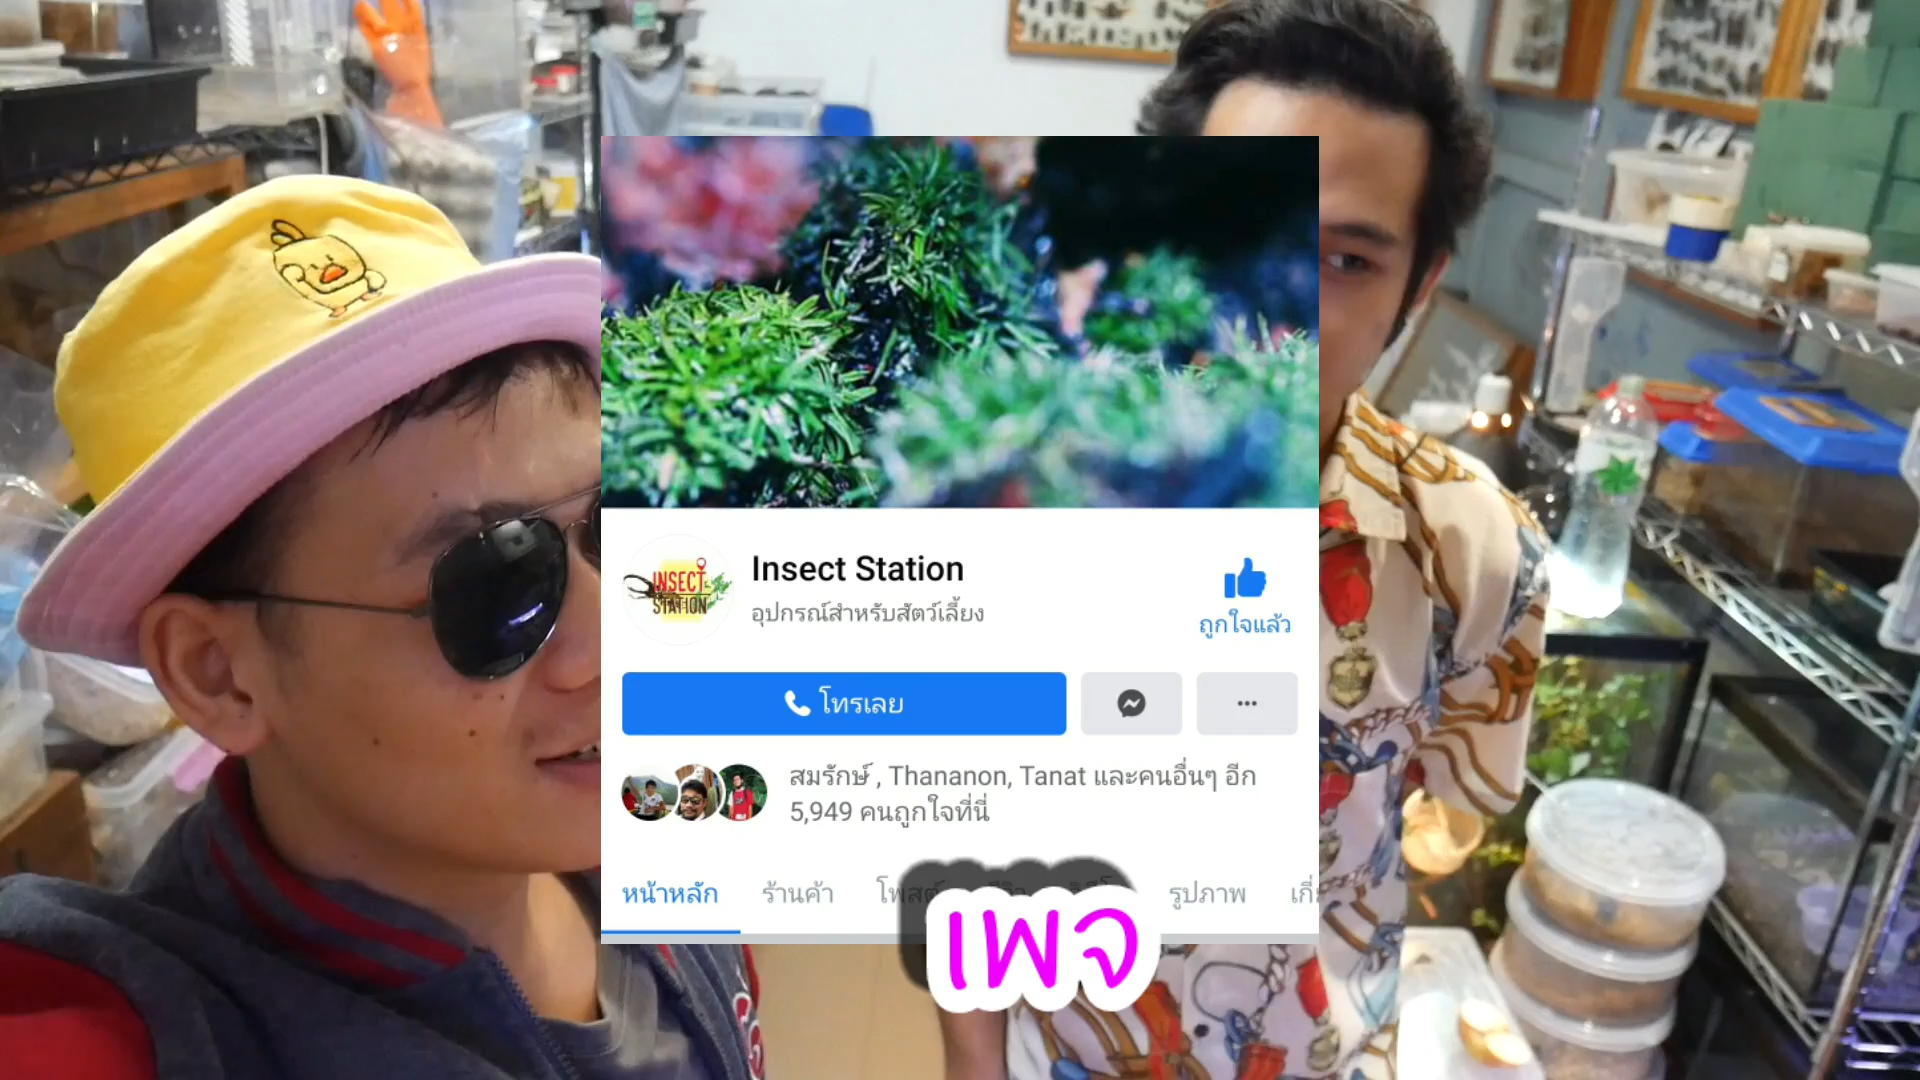 Insect Station
อุปกรณ์สำหรับสัตว์เลี้ยง
INSECT
STATION
ถูกใจแล้ว
โทรเลย
สมรักษ์ , Thananon, Tanat และคนอื่นๆ อีก
5,949 คนถูกใจที่นี่
หน้าหลัก ร้านค้า รูปภาพ
เพจ